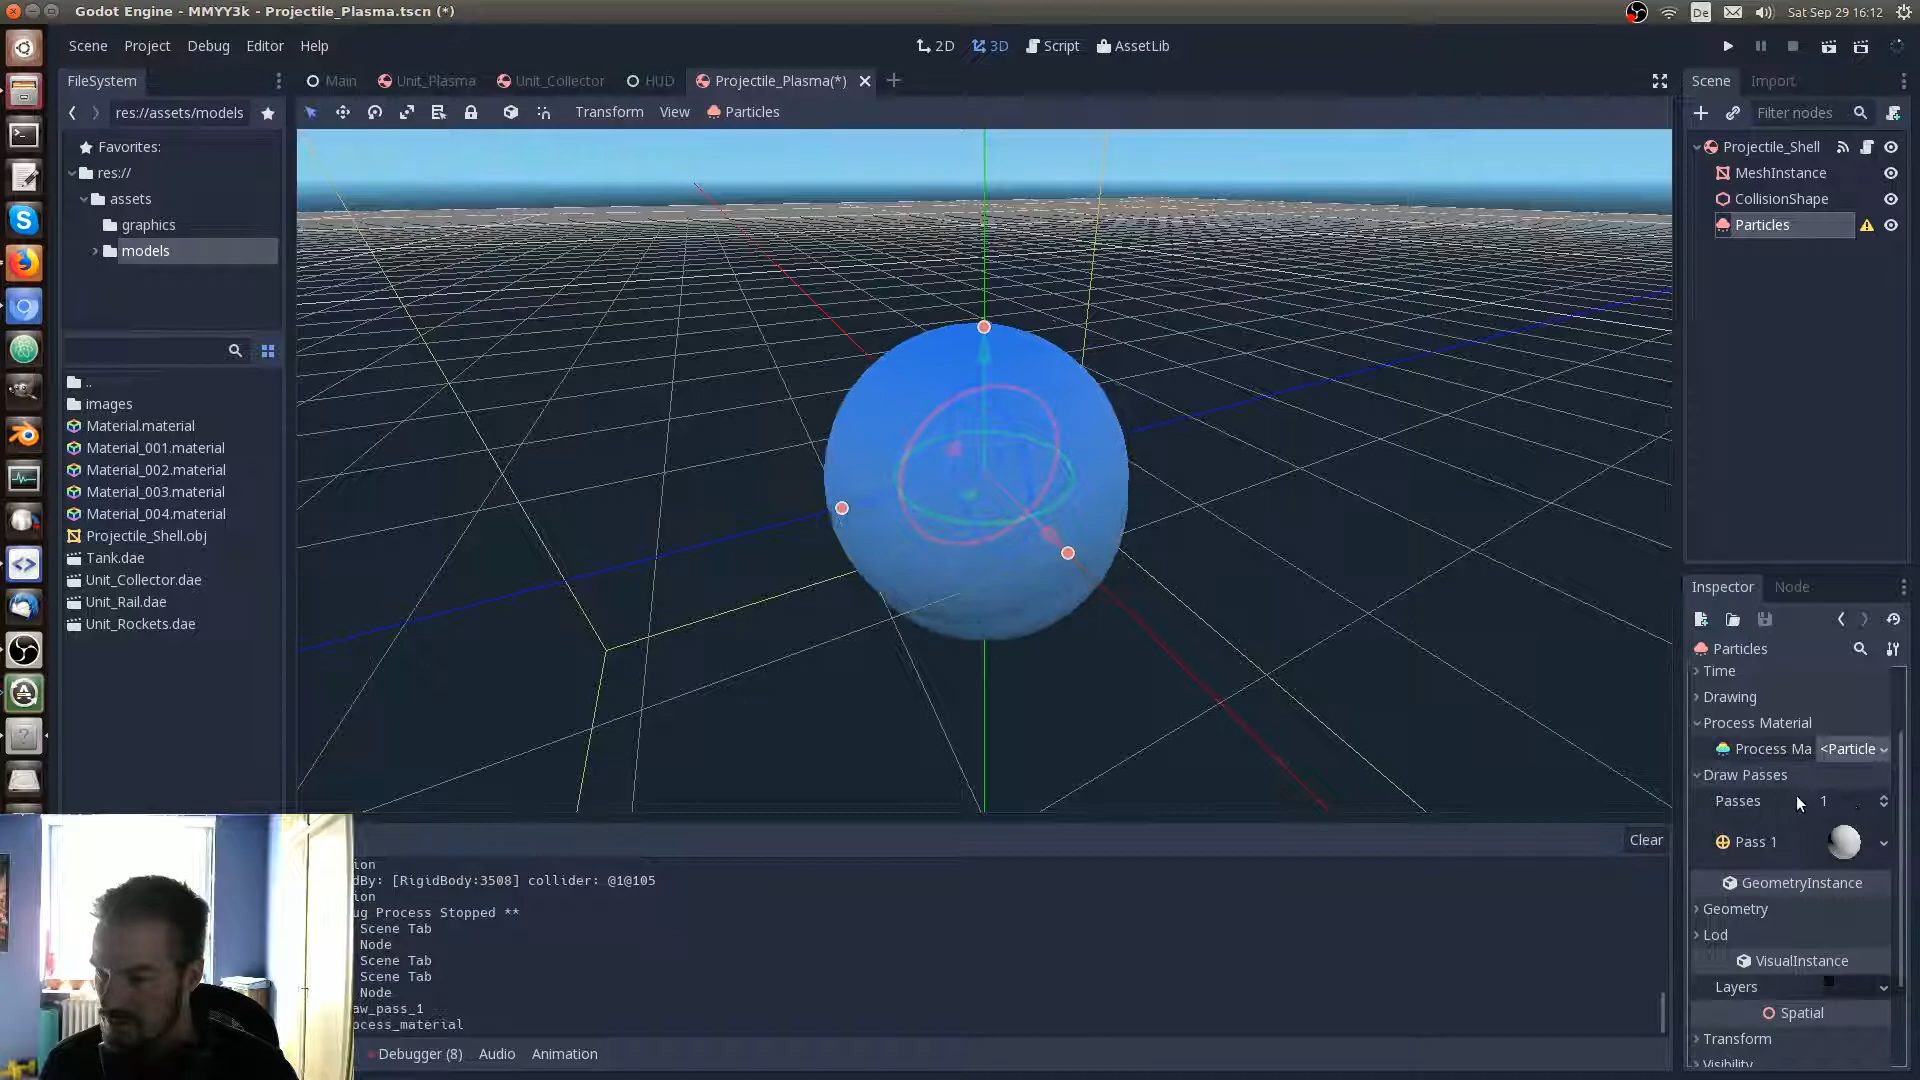 Godot Engine - MMYY3k - Projectile_Plasma.tscn (*)
De
Sat Sep 29 16:12
Scene Project Debug Editor Help
2D 3D Script AssetLib
FileSystem
Main Unit_Plasma Unit_Collector HUD Projectile_Plasma(*)
Scene Import
res://assets/models
Transform View Particles
Filter nodes
Favorites:
res://
assets
graphics
models
Projectile_Shell
MeshInstance
CollisionShape
Particles
..
images
Material.material
Material_001.material
Material_002.material
Material_003.material
Material_004.material
Projectile_Shell.obj
Tank.dae
Unit_Collector.dae
Unit_Rail.dae
Unit_Rockets.dae
Inspector Node
Particles
Time
Drawing
Process Material
Process Ma <Particle
Draw Passes
Passes 1
Pass 1
GeometryInstance
Geometry
Lod
VisualInstance
Layers
Spatial
Transform
Visibility
Clear
ion
dBy: [RigidBody:3508] collider: @1@105
ion
ug Process Stopped **
Scene Tab
Node
Scene Tab
Scene Tab
Node
aw_pass_1
ocess_material
Debugger (8) Audio Animation